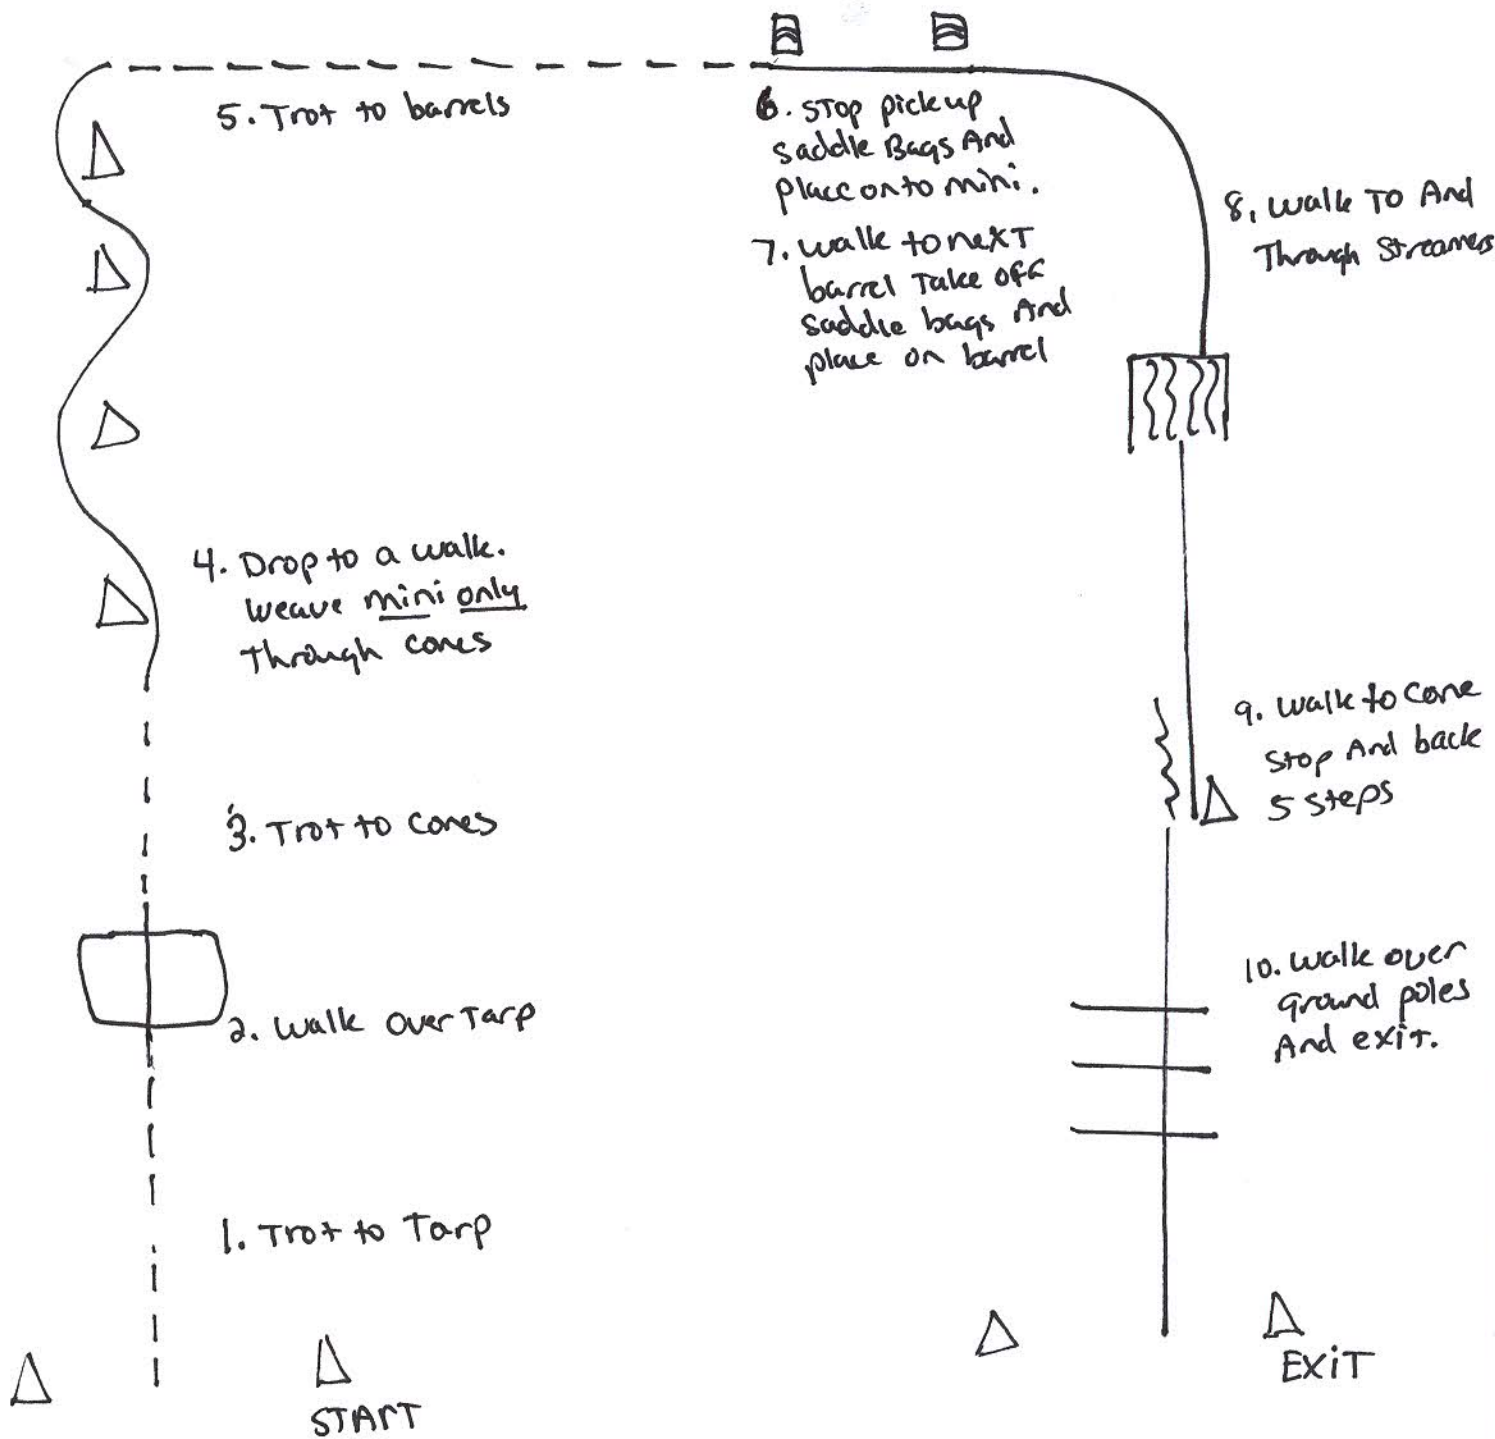 5. Trot to barrels
6. STOP pick up
saddle Bags And
place onto mini.
7. Walk to next
barrel Take off
saddle bags And
place on barrel
8. Walk To And
Through Streamers
4. Drop to a walk.
weave mini only
Through cones
9. Walk to Cone
Stop And back
5 steps
3. Trot to cones
10. Walk over
ground poles
And exit.
2. Walk over Tarp
1. Trot to Tarp
EXiT
START